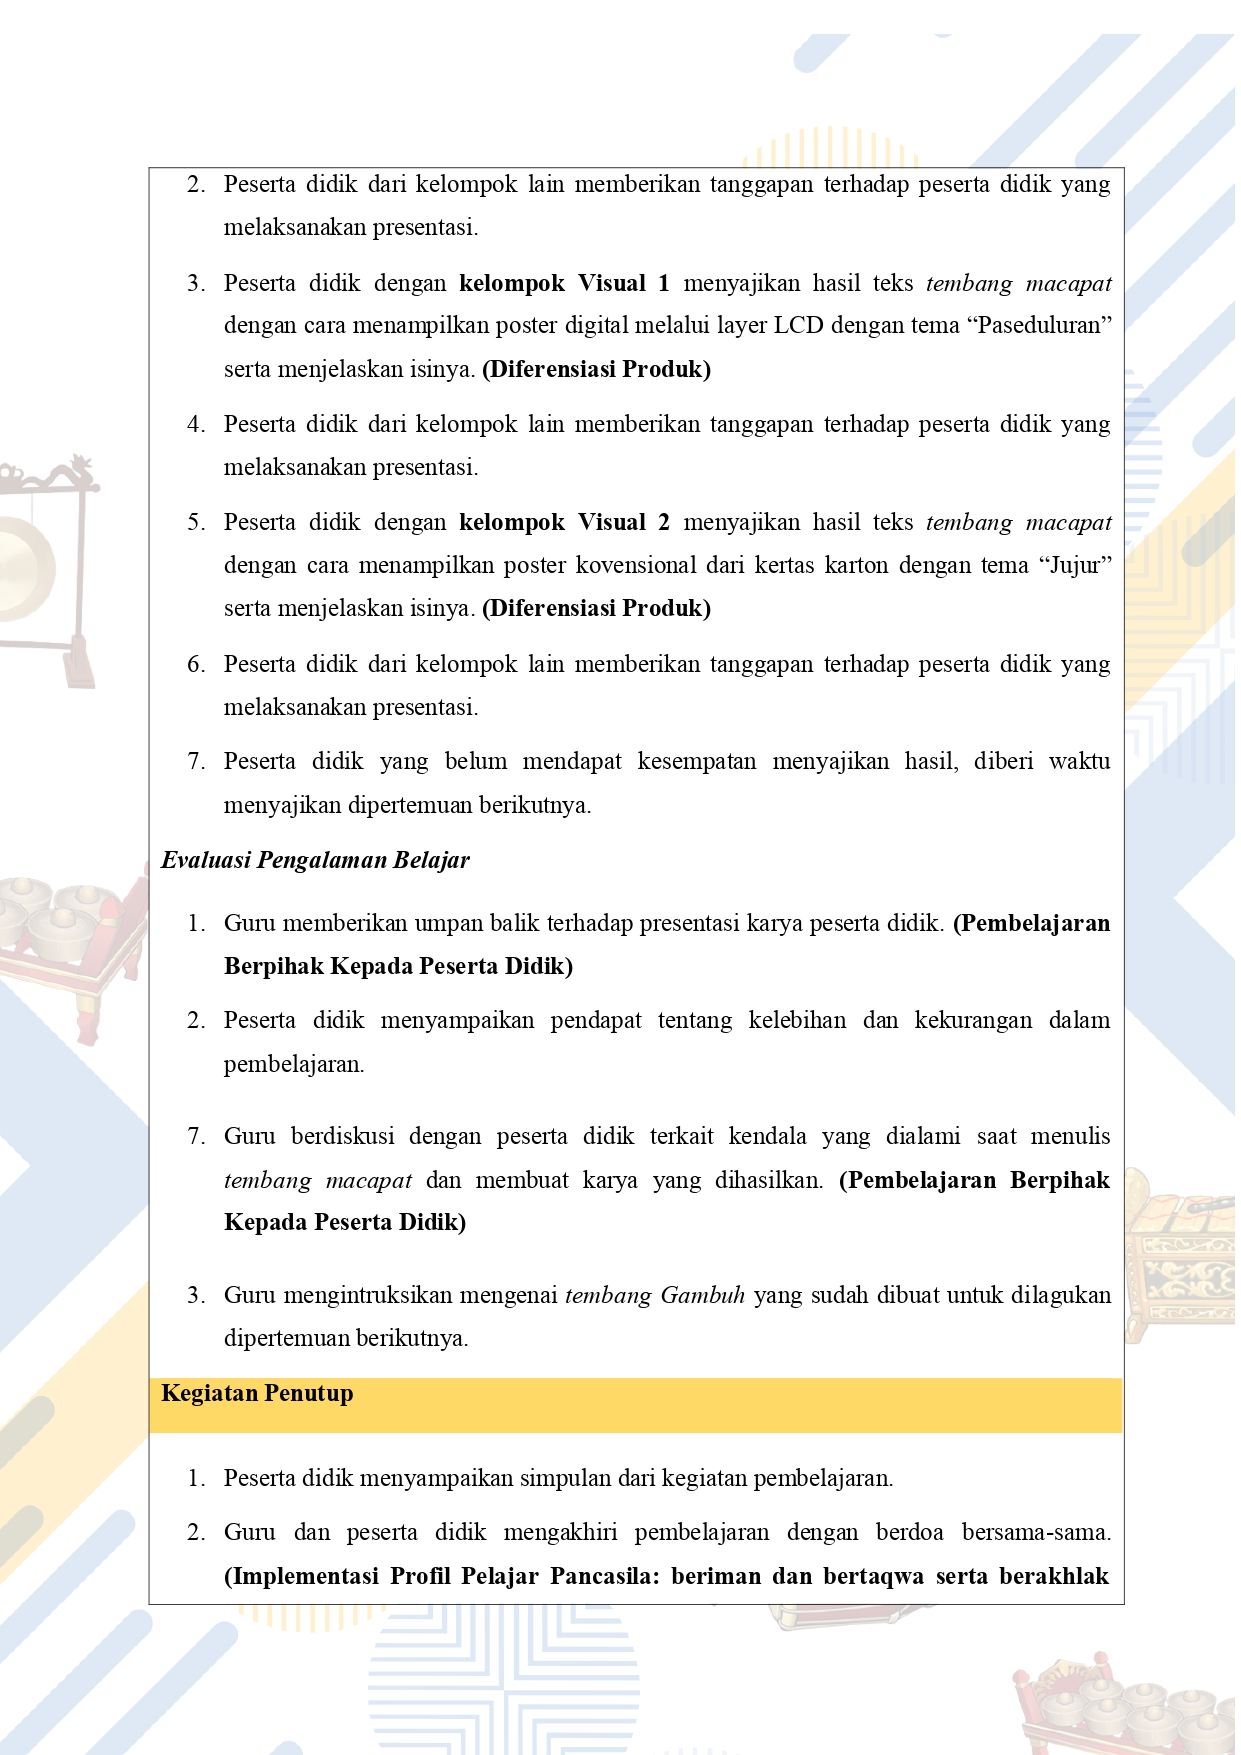 2. Peserta didik dari kelompok lain memberikan tanggapan terhadap peserta didik yang
melaksanakan presentasi.
3. Peserta didik dengan kelompok Visual 1 menyajikan hasil teks tembang macapat
dengan cara menampilkan poster digital melalui layer LCD dengan tema “Paseduluran”
serta menjelaskan isinya. (Diferensiasi Produk)
4. Peserta didik dari kelompok lain memberikan tanggapan terhadap peserta didik yang
melaksanakan presentasi.
5. Peserta didik dengan kelompok Visual 2 menyajikan hasil teks tembang macapat
dengan cara menampilkan poster kovensional dari kertas karton dengan tema “Jujur”
serta menjelaskan isinya. (Diferensiasi Produk)
6. Peserta didik dari kelompok lain memberikan tanggapan terhadap peserta didik yang
melaksanakan presentasi.
7. Peserta didik yang belum mendapat kesempatan menyajikan hasil, diberi waktu
menyajikan dipertemuan berikutnya.
Evaluasi Pengalaman Belajar
1. Guru memberikan umpan balik terhadap presentasi karya peserta didik. (Pembelajaran
Berpihak Kepada Peserta Didik)
2. Peserta didik menyampaikan pendapat tentang kelebihan dan kekurangan dalam
pembelajaran.
7. Guru berdiskusi dengan peserta didik terkait kendala yang dialami saat menulis
tembang macapat dan membuat karya yang dihasilkan. (Pembelajaran Berpihak
Kepada Peserta Didik)
3. Guru mengintruksikan mengenai tembang Gambuh yang sudah dibuat untuk dilagukan
dipertemuan berikutnya.
Kegiatan Penutup
1. Peserta didik menyampaikan simpulan dari kegiatan pembelajaran.
2. Guru dan peserta didik mengakhiri pembelajaran dengan berdoa bersama-sama.
(Implementasi Profil Pelajar Pancasila: beriman dan bertaqwa serta berakhlak